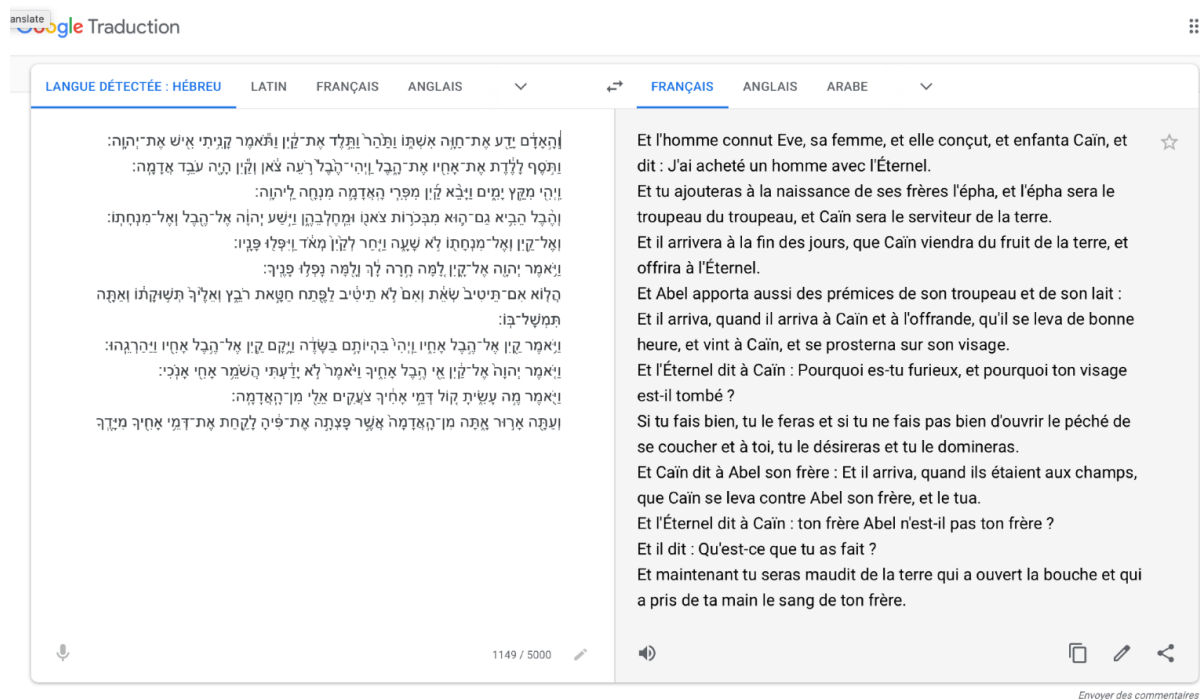 anslate
Google Traduction
LANGUE DÉTECTÉE : HÉBREU LATIN FRANÇAIS ANGLAIS
FRANÇAIS ANGLAIS ARABE
וְהָ֣אָדָ֔ם יָדַ֖ע אֶת־חַוָּ֣ה אִשְׁתּ֑וֹ וַתַּ֙הַר֙ וַתֵּ֣לֶד אֶת־קַ֔יִן וַתֹּ֕אמֶר קָנִ֥יתִי אִ֖ישׁ אֶת־יְהוָֽה׃
וַתֹּ֣סֶף לָלֶ֔דֶת אֶת־אָחִ֖יו אֶת־הָ֑בֶל וַֽיְהִי־הֶ֙בֶל֙ רֹ֣עֵה צֹ֔אן וְקַ֕יִן הָיָ֖ה עֹבֵ֥ד אֲדָמָֽה׃
וַֽיְהִ֖י מִקֵּ֣ץ יָמִ֑ים וַיָּבֵ֨א קַ֜יִן מִפְּרִ֧י הָֽאֲדָמָ֛ה מִנְחָ֖ה לַֽיהוָֽה׃
וְהֶ֨בֶל הֵבִ֥יא גַם־ה֛וּא מִבְּכֹר֥וֹת צֹאנ֖וֹ וּמֵֽחֶלְבֵהֶ֑ן וַיִּ֣שַׁע יְהוָ֔ה אֶל־הֶ֖בֶל וְאֶל־מִנְחָתֽוֹ׃
וְאֶל־קַ֥יִן וְאֶל־מִנְחָת֖וֹ לֹ֣א שָׁעָ֑ה וַיִּ֤חַר לְקַ֙יִן֙ מְאֹ֔ד וַֽיִּפְּל֖וּ פָּנָֽיו׃
וַיֹּ֥אמֶר יְהוָ֖ה אֶל־קָ֑יִן לָ֚מָּה חָ֣רָה לָ֔ךְ וְלָ֖מָּה נָפְל֥וּ פָנֶֽיךָ׃
הֲל֤וֹא אִם־תֵּיטִיב֙ שְׂאֵ֔ת וְאִם֙ לֹ֣א תֵיטִ֔יב לַפֶּ֖תַח חַטָּ֣את רֹבֵ֑ץ וְאֵלֶ֙יךָ֙ תְּשׁ֣וּקָת֔וֹ וְאַתָּ֖ה
תִּמְשָׁל־בּֽוֹ׃
וַיֹּ֥אמֶר קַ֖יִן אֶל־הֶ֣בֶל אָחִ֑יו וַֽיְהִי֙ בִּהְיוֹתָ֣ם בַּשָּׂדֶ֔ה וַיָּ֥קָם קַ֛יִן אֶל־הֶ֥בֶל אָחִ֖יו וַיַּהַרְגֵֽהוּ׃
וַיֹּ֤אמֶר יְהוָה֙ אֶל־קַ֔יִן אֵ֖י הֶ֣בֶל אָחִ֑יךָ וַיֹּ֙אמֶר֙ לֹ֣א יָדַ֔עְתִּי הֲשֹׁמֵ֥ר אָחִ֖י אָנֹֽכִי׃
וַיֹּ֖אמֶר מֶ֣ה עָשִׂ֑יתָ ק֚וֹל דְּמֵ֣י אָחִ֔יךָ צֹעֲקִ֥ים אֵלַ֖י מִן־הָֽאֲדָמָֽה׃
וְעַתָּ֖ה אָר֣וּר אָ֑תָּה מִן־הָֽאֲדָמָה֙ אֲשֶׁ֣ר פָּצְתָ֣ה אֶת־פִּ֔יהָ לָקַ֛חַת אֶת־דְּמֵ֥י אָחִ֖יךָ מִיָּדֶֽךָ
1149 / 5000
Et l'homme connut Eve, sa femme, et elle conçut, et enfanta Caïn, et
dit : J'ai acheté un homme avec l'Éternel.
Et tu ajouteras à la naissance de ses frères l'épha, et l'épha sera le
troupeau du troupeau, et Caïn sera le serviteur de la terre.
Et il arrivera à la fin des jours, que Caïn viendra du fruit de la terre, et
offrira à l'Éternel.
Et Abel apporta aussi des prémices de son troupeau et de son lait :
Et il arriva, quand il arriva à Caïn et à l'offrande, qu'il se leva de bonne
heure, et vint à Caïn, et se prosterna sur son visage.
Et l'Éternel dit à Caïn : Pourquoi es-tu furieux, et pourquoi ton visage
est-il tombé ?
Si tu fais bien, tu le feras et si tu ne fais pas bien d'ouvrir le péché de
se coucher et à toi, tu le désireras et tu le domineras.
Et Caïn dit à Abel son frère : Et il arriva, quand ils étaient aux champs,
que Caïn se leva contre Abel son frère, et le tua.
Et l'Éternel dit à Caïn : ton frère Abel n'est-il pas ton frère ?
Et il dit : Qu'est-ce que tu as fait ?
Et maintenant tu seras maudit de la terre qui a ouvert la bouche et qui
a pris de ta main le sang de ton frère.
Envoyer des commentaires